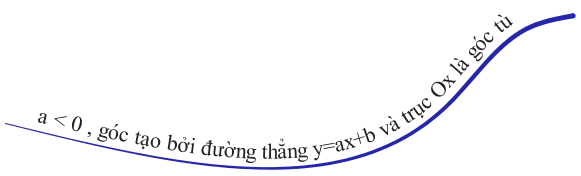 a < 0 , góc tạo bởi đường thẳng y=ax+b và trục Ox là góc tù